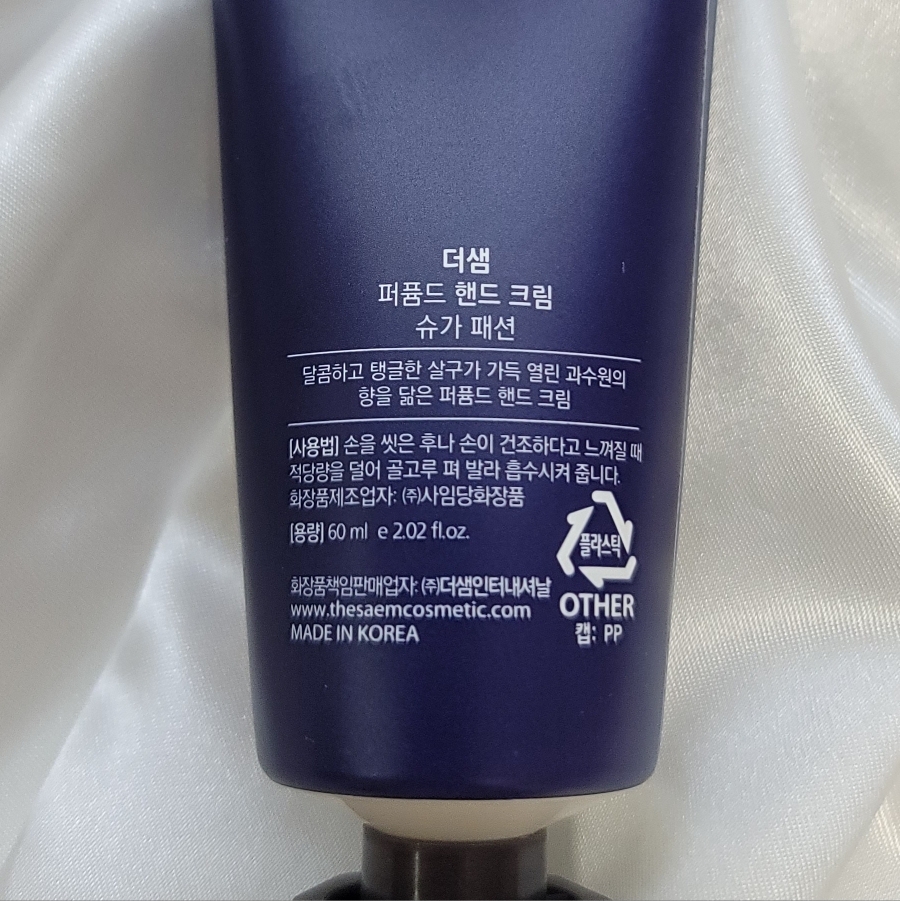 더샘
퍼퓸드 핸드 크림
슈가 패션
달콤하고 탱글한 살구가 가득 열린 과수원의
향을 닮은 퍼퓸드 핸드 크림
[사용법] 손을 씻은 후나 손이 건조하다고 느껴질 때
적당량을 덜어 골고루 펴 발라 흡수시켜 줍니다.
화장품제조업자: ㈜사임당화장품
[용량] 60 ml e 2.02 fl.oz.
플라스틱
화장품책임판매업자: ㈜더샘인터내셔날
www.thesaemcosmetic.com
MADE IN KOREA
OTHER
캡: PP